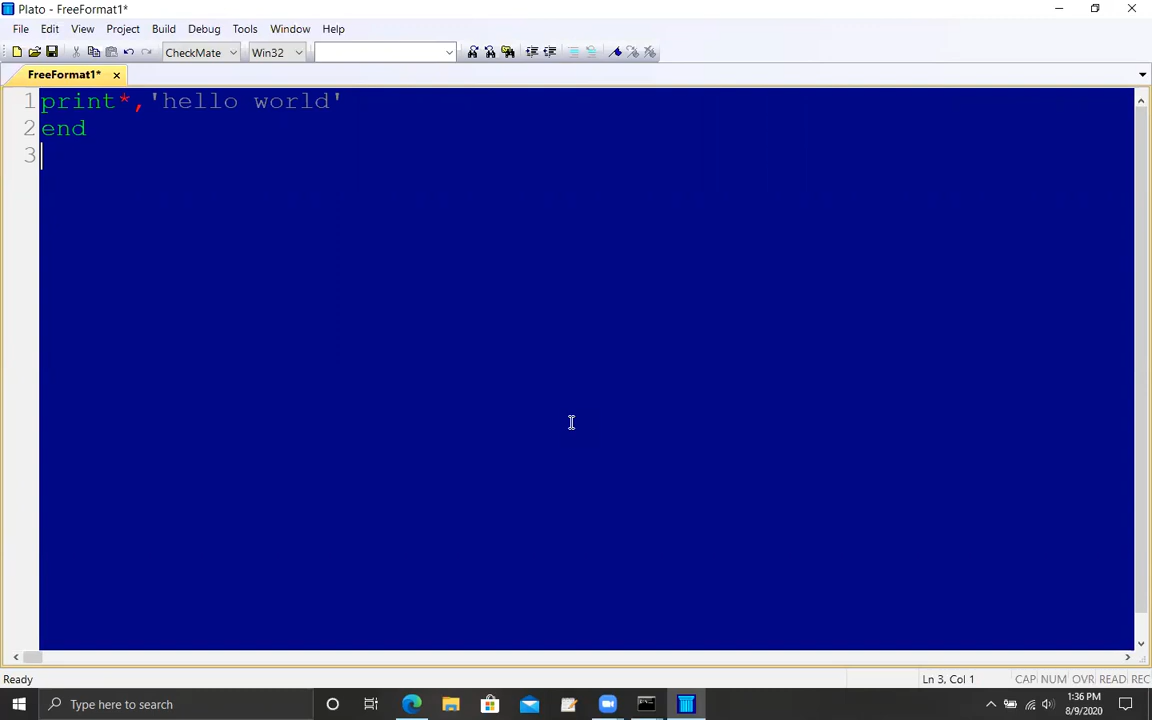 Plato - FreeFormat1*
File Edit View Project Build Debug Tools Window Help
CheckMate Win32
FreeFormat1*
1 print*,'hello world'
2 end
3
Ready Ln 3, Col 1 CAP NUM OVR READ REC
Type here to search 1:36 PM
8/9/2020